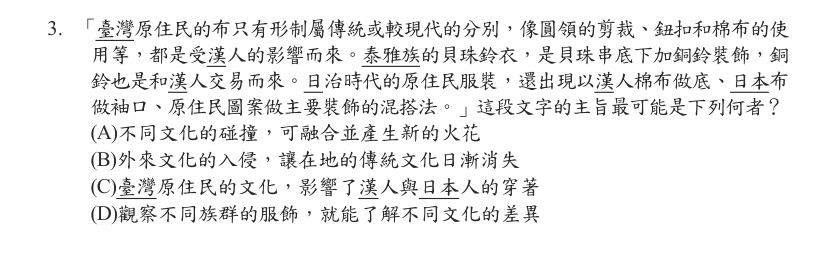 3. 「臺灣原住民的布只有形制屬傳統或較現代的分別，像圓領的剪裁、鈕扣和棉布的使
用等，都是受漢人的影響而來。泰雅族的貝珠鈴衣，是貝珠串底下加銅鈴裝飾，銅
鈴也是和漢人交易而來。日治時代的原住民服裝，還出現以漢人棉布做底、日本布
做袖口、原住民圖案做主要裝飾的混搭法。」這段文字的主旨最可能是下列何者？
(A)不同文化的碰撞，可融合並產生新的火花
(B)外來文化的入侵，讓在地的傳統文化日漸消失
(C)臺灣原住民的文化，影響了漢人與日本人的穿著
(D)觀察不同族群的服飾，就能了解不同文化的差異